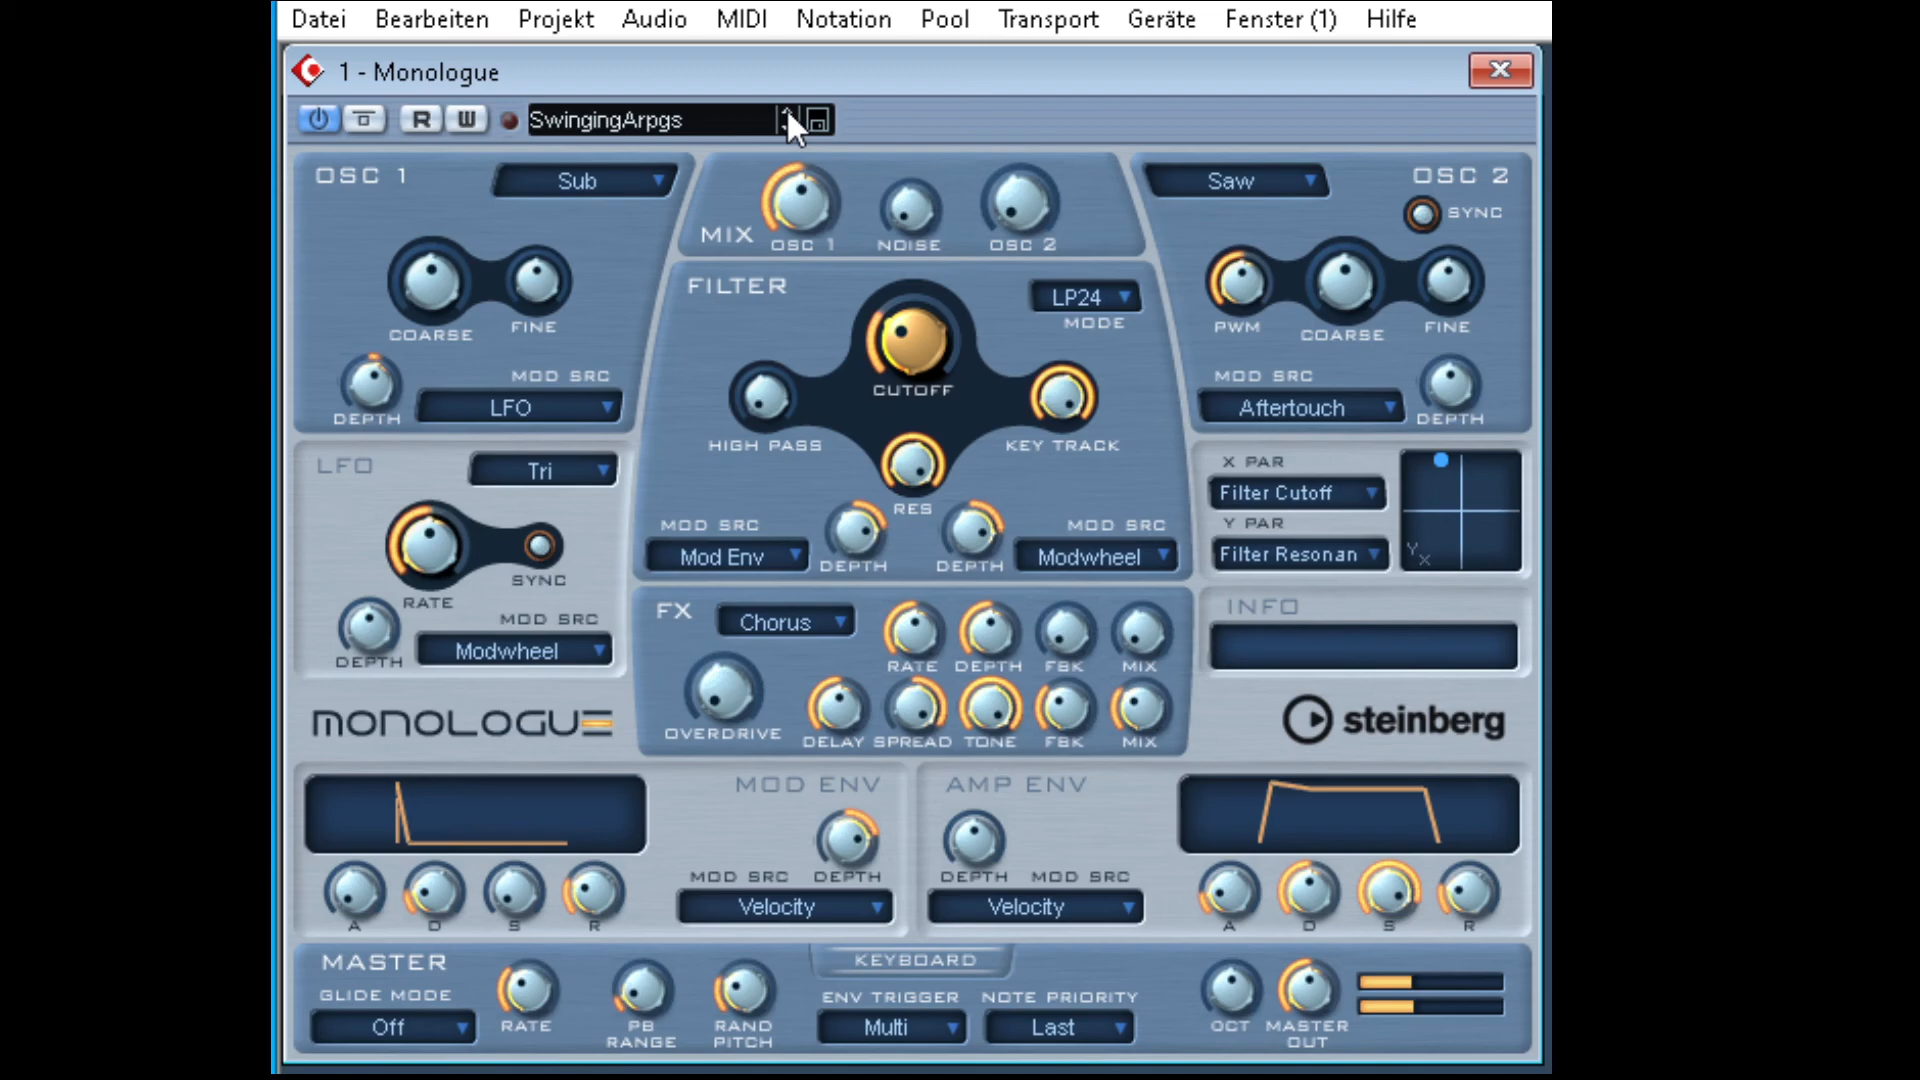 Datei Bearbeiten Projekt Audio MIDI Notation Pool Transport Geräte Fenster (1) Hilfe
1 - Monologue
R W SwingingArpgs
OSC 1 Sub
COARSE FINE
MOD SRC
DEPTH LFO
MIX OSC 1 NOISE OSC 2
Saw OSC 2
SYNC
PWM COARSE FINE
MOD SRC
Aftertouch DEPTH
FILTER LP24
MODE
CUTOFF
HIGH PASS KEY TRACK
RES
MOD SRC MOD SRC
Mod Env DEPTH DEPTH Modwheel
LFO Tri
SYNC
RATE
MOD SRC
DEPTH Modwheel
X PAR
Filter Cutoff
Y PAR
Filter Resonan
Y X
FX Chorus
RATE DEPTH FBK MIX
OVERDRIVE DELAY SPREAD TONE FBK MIX
INFO
MONOLOGUE
steinberg
MOD ENV
MOD SRC DEPTH
Velocity
A D S R
AMP ENV
DEPTH MOD SRC
Velocity
A D S R
MASTER
GLIDE MODE
Off
RATE PB RANGE RAND PITCH
KEYBOARD
ENV TRIGGER NOTE PRIORITY
Multi Last
OCT MASTER OUT